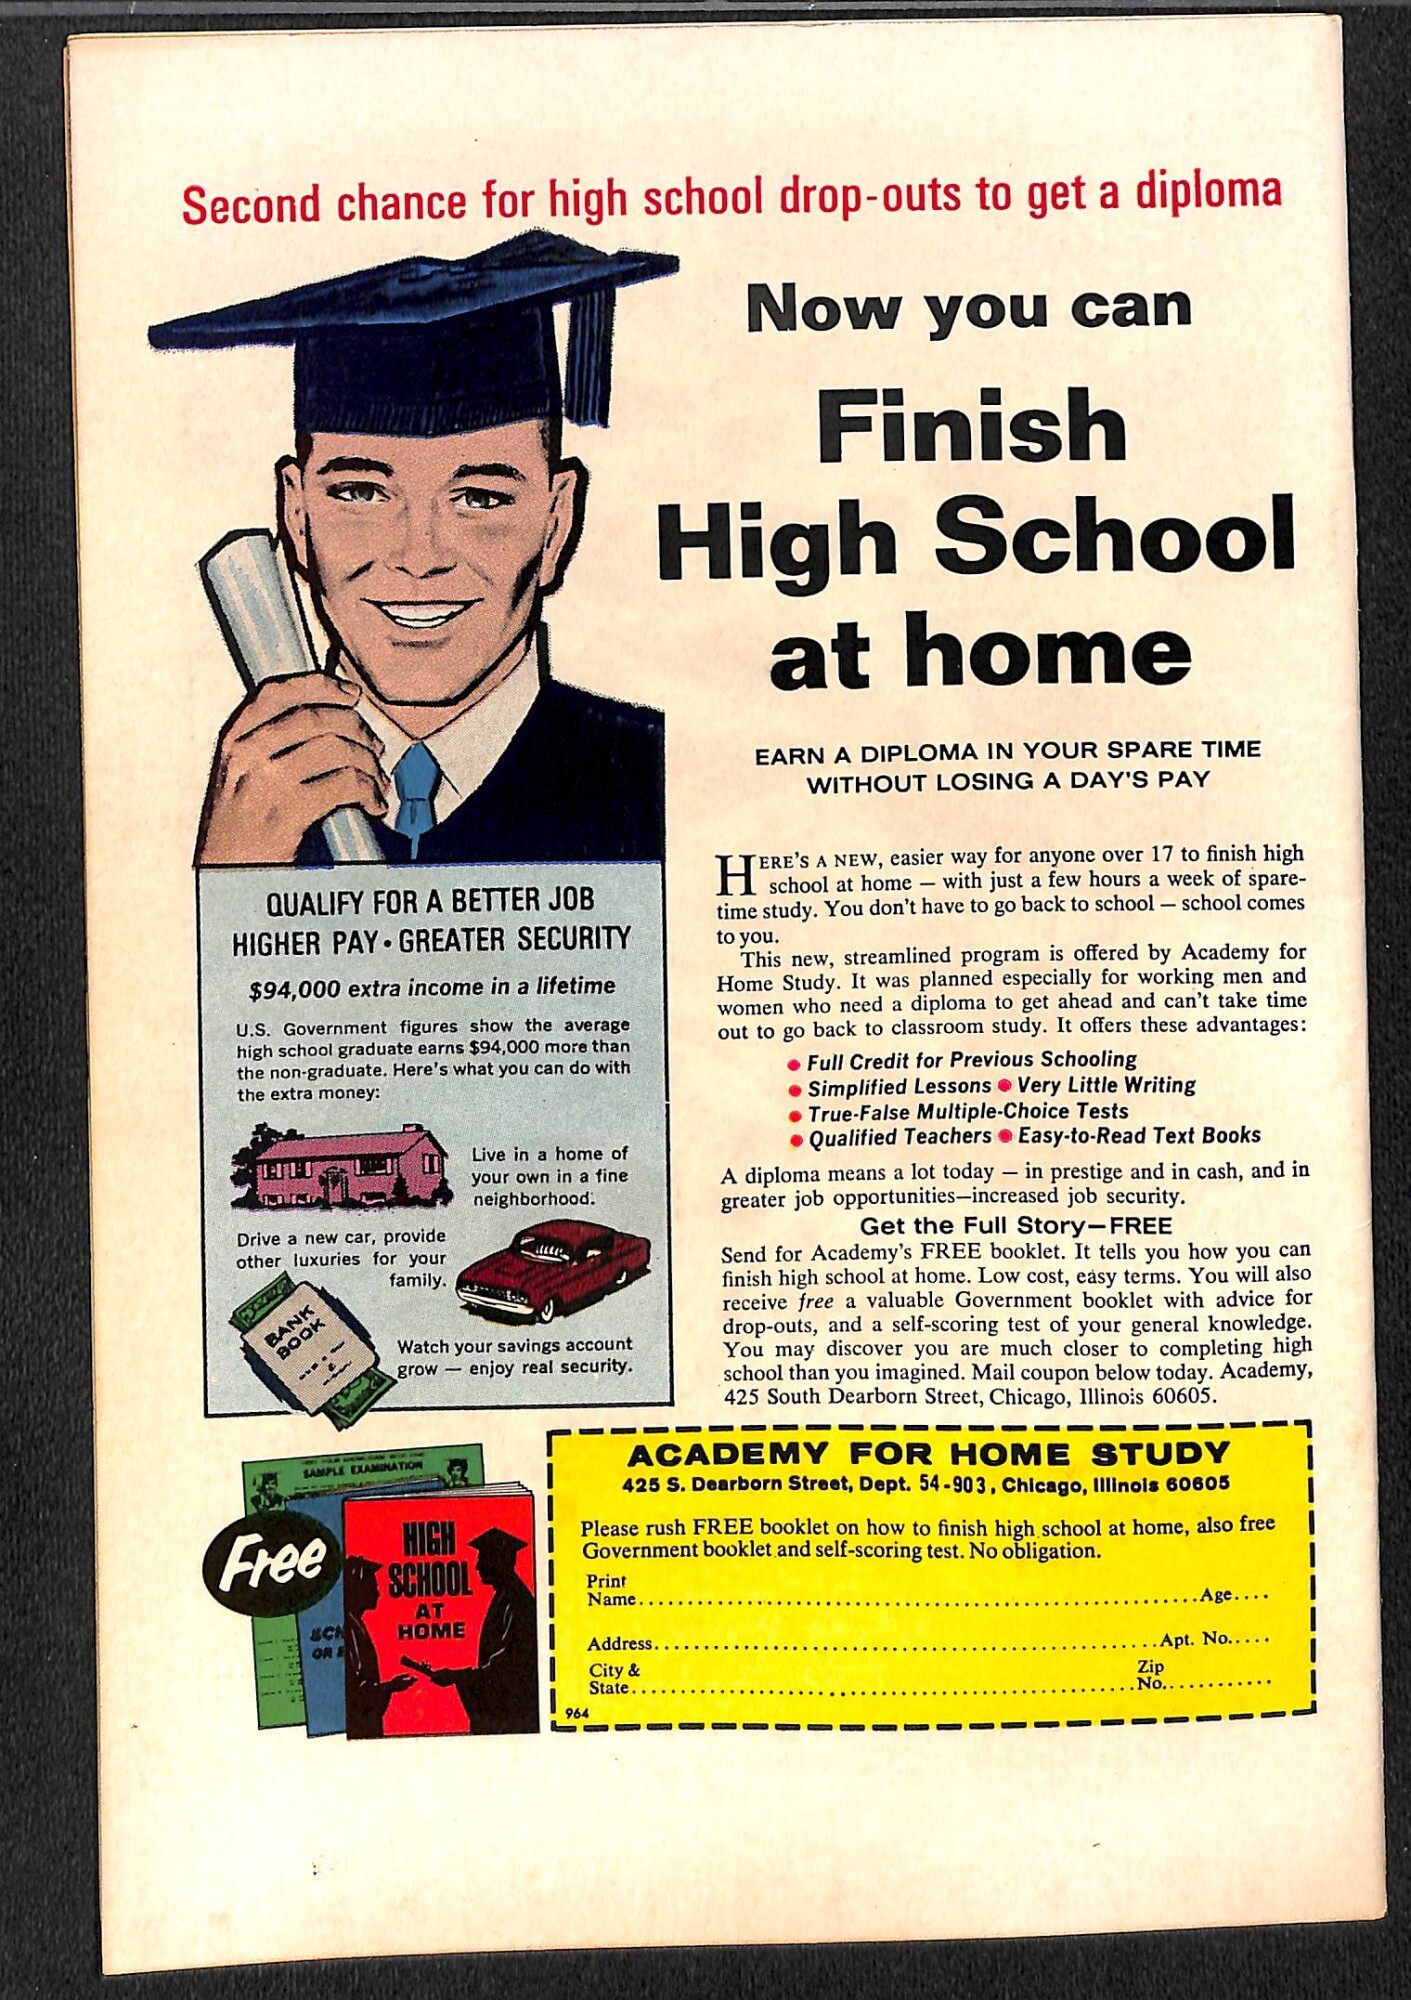 Second chance for high school drop-outs to get a diploma
Now you can
Finish
High School
at home
EARN A DIPLOMA IN YOUR SPARE TIME
WITHOUT LOSING A DAY'S PAY
HERE'S A NEW, easier way for anyone over 17 to finish high
school at home — with just a few hours a week of spare-
time study. You don't have to go back to school — school comes
to you.
This new, streamlined program is offered by Academy for
Home Study. It was planned especially for working men and
women who need a diploma to get ahead and can't take time
out to go back to classroom study. It offers these advantages:
• Full Credit for Previous Schooling
• Simplified Lessons • Very Little Writing
• True-False Multiple-Choice Tests
• Qualified Teachers • Easy-to-Read Text Books
A diploma means a lot today — in prestige and in cash, and in
greater job opportunities—increased job security.
Get the Full Story—FREE
Send for Academy's FREE booklet. It tells you how you can
finish high school at home. Low cost, easy terms. You will also
receive free a valuable Government booklet with advice for
drop-outs, and a self-scoring test of your general knowledge.
You may discover you are much closer to completing high
school than you imagined. Mail coupon below today. Academy,
425 South Dearborn Street, Chicago, Illinois 60605.
QUALIFY FOR A BETTER JOB
HIGHER PAY • GREATER SECURITY
$94,000 extra income in a lifetime
U.S. Government figures show the average
high school graduate earns $94,000 more than
the non-graduate. Here's what you can do with
the extra money:
Live in a home of
your own in a fine
neighborhood.
Drive a new car, provide
other luxuries for your
family.
BANK
BOOK
Watch your savings account
grow — enjoy real security.
SAMPLE EXAMINATION
Free
HIGH
SCHOOL
AT
HOME
ACADEMY FOR HOME STUDY
425 S. Dearborn Street, Dept. 54-903, Chicago, Illinois 60605
Please rush FREE booklet on how to finish high school at home, also free
Government booklet and self-scoring test. No obligation.
Print
Name.......... Age....
Address.......... Apt. No.....
City & Zip
State.......... No...........
964